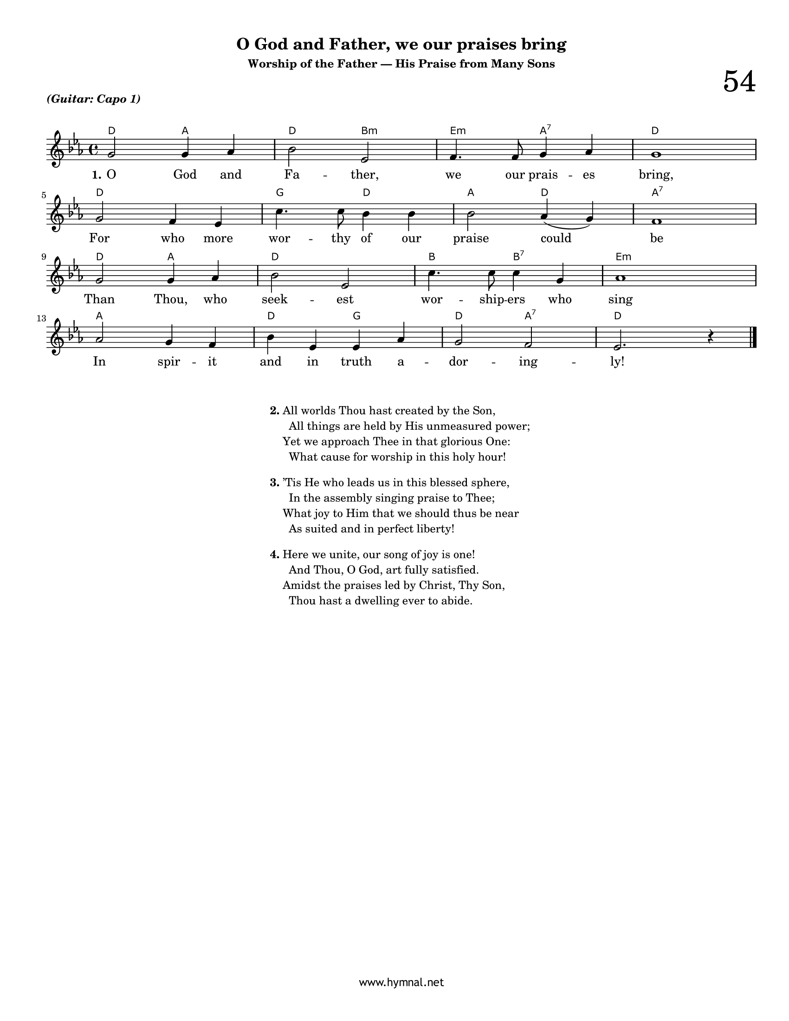 O God and Father, we our praises bring
Worship of the Father — His Praise from Many Sons
54
(Guitar: Capo 1)
D A D Bm Em A7 D
1. O God and Fa - ther, we our prais - es bring,
5
D G D A D A7
For who more wor - thy of our praise could be
9
D A D B B7 Em
Than Thou, who seek - est wor - ship-ers who sing
13
A D G D A7 D
In spir - it and in truth a - dor - ing - ly!
2. All worlds Thou hast created by the Son,
All things are held by His unmeasured power;
Yet we approach Thee in that glorious One:
What cause for worship in this holy hour!
3. ’Tis He who leads us in this blessed sphere,
In the assembly singing praise to Thee;
What joy to Him that we should thus be near
As suited and in perfect liberty!
4. Here we unite, our song of joy is one!
And Thou, O God, art fully satisfied.
Amidst the praises led by Christ, Thy Son,
Thou hast a dwelling ever to abide.
www.hymnal.net